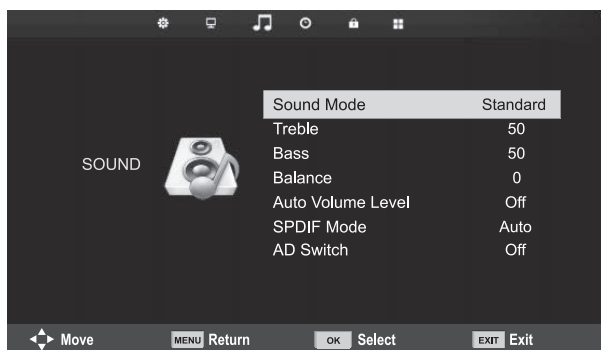 Sound Mode Standard
Treble 50
Bass 50
SOUND
Balance 0
Auto Volume Level Off
SPDIF Mode Auto
AD Switch Off
Move MENU Return OK Select EXIT Exit